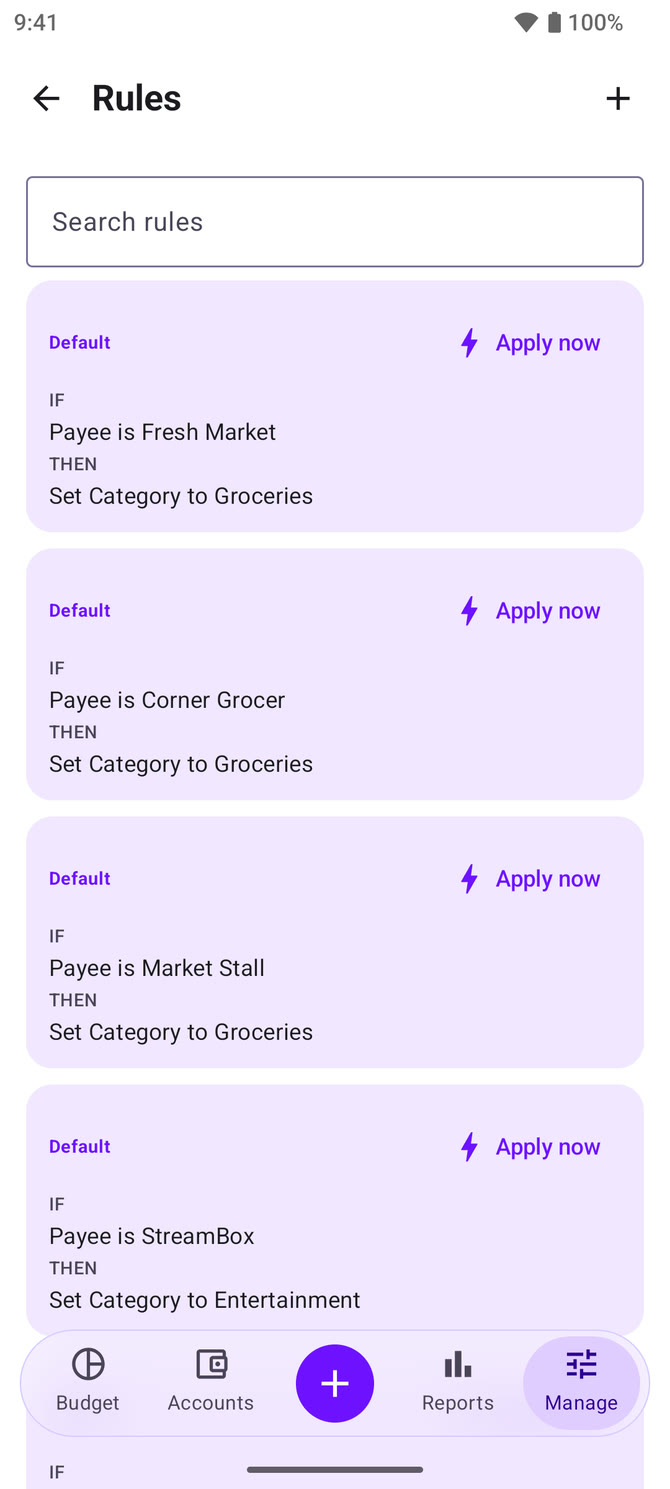 9:41
100%
Rules
Search rules
Default
Apply now
IF
Payee is Fresh Market
THEN
Set Category to Groceries
Default
Apply now
IF
Payee is Corner Grocer
THEN
Set Category to Groceries
Default
Apply now
IF
Payee is Market Stall
THEN
Set Category to Groceries
Default
Apply now
IF
Payee is StreamBox
THEN
Set Category to Entertainment
Budget
Accounts
Reports
Manage
IF